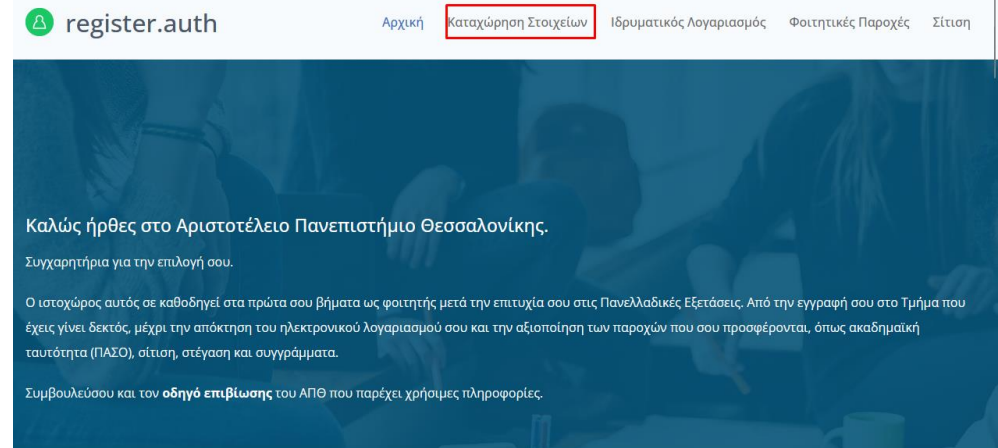 register.auth
Αρχική Καταχώρηση Στοιχείων Ιδρυματικός Λογαριασμός Φοιτητικές Παροχές Σίτιση
Καλώς ήρθες στο Αριστοτέλειο Πανεπιστήμιο Θεσσαλονίκης.
Συγχαρητήρια για την επιλογή σου.
Ο ιστοχώρος αυτός σε καθοδηγεί στα πρώτα σου βήματα ως φοιτητής μετά την επιτυχία σου στις Πανελλαδικές Εξετάσεις. Από την εγγραφή σου στο Τμήμα που
έχεις γίνει δεκτός, μέχρι την απόκτηση του ηλεκτρονικού λογαριασμού σου και την αξιοποίηση των παροχών που σου προσφέρονται, όπως ακαδημαϊκή
ταυτότητα (ΠΑΣΟ), σίτιση, στέγαση και συγγράμματα.
Συμβουλεύσου και τον οδηγό επιβίωσης του ΑΠΘ που παρέχει χρήσιμες πληροφορίες.